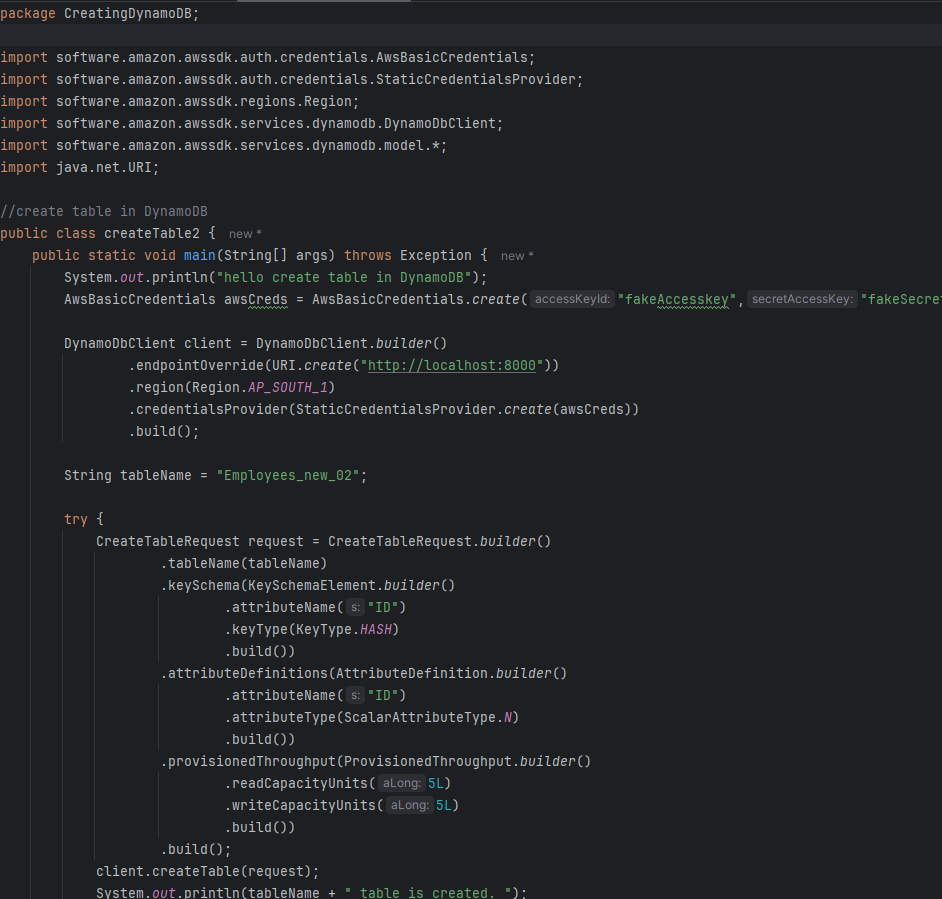 package CreatingDynamoDB;
import software.amazon.awssdk.auth.credentials.AwsBasicCredentials;
import software.amazon.awssdk.auth.credentials.StaticCredentialsProvider;
import software.amazon.awssdk.regions.Region;
import software.amazon.awssdk.services.dynamodb.DynamoDbClient;
import software.amazon.awssdk.services.dynamodb.model.*;
import java.net.URI;
//create table in DynamoDB
public class createTable2 { new *
public static void main(String[] args) throws Exception { new *
System.out.println("hello create table in DynamoDB");
AwsBasicCredentials awsCreds = AwsBasicCredentials.create( accessKeyId: "fakeAccesskey", secretAccessKey: "fakeSecret
DynamoDbClient client = DynamoDbClient.builder()
.endpointOverride(URI.create("http://localhost:8000"))
.region(Region.AP_SOUTH_1)
.credentialsProvider(StaticCredentialsProvider.create(awsCreds))
.build();
String tableName = "Employees_new_02";
try {
CreateTableRequest request = CreateTableRequest.builder()
.tableName(tableName)
.keySchema(KeySchemaElement.builder()
.attributeName( s: "ID")
.keyType(KeyType.HASH)
.build())
.attributeDefinitions(AttributeDefinition.builder()
.attributeName( s: "ID")
.attributeType(ScalarAttributeType.N)
.build())
.provisionedThroughput(ProvisionedThroughput.builder()
.readCapacityUnits( aLong: 5L)
.writeCapacityUnits( aLong: 5L)
.build())
.build();
client.createTable(request);
System.out.println(tableName + " table is created. ");